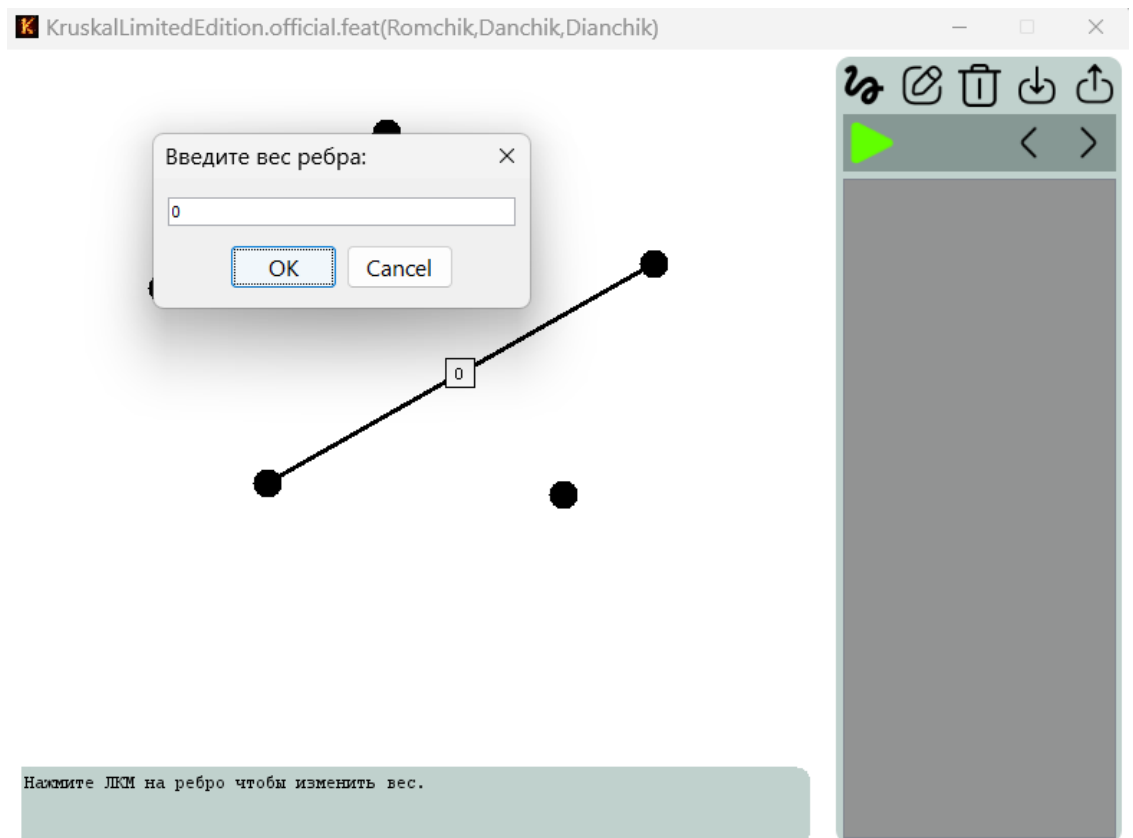 KruskalLimitedEdition.official.feat(Romchik,Danchik,Dianchik)
Введите вес ребра:
0
OK Cancel
0
Нажмите ЛКМ на ребро чтобы изменить вес.